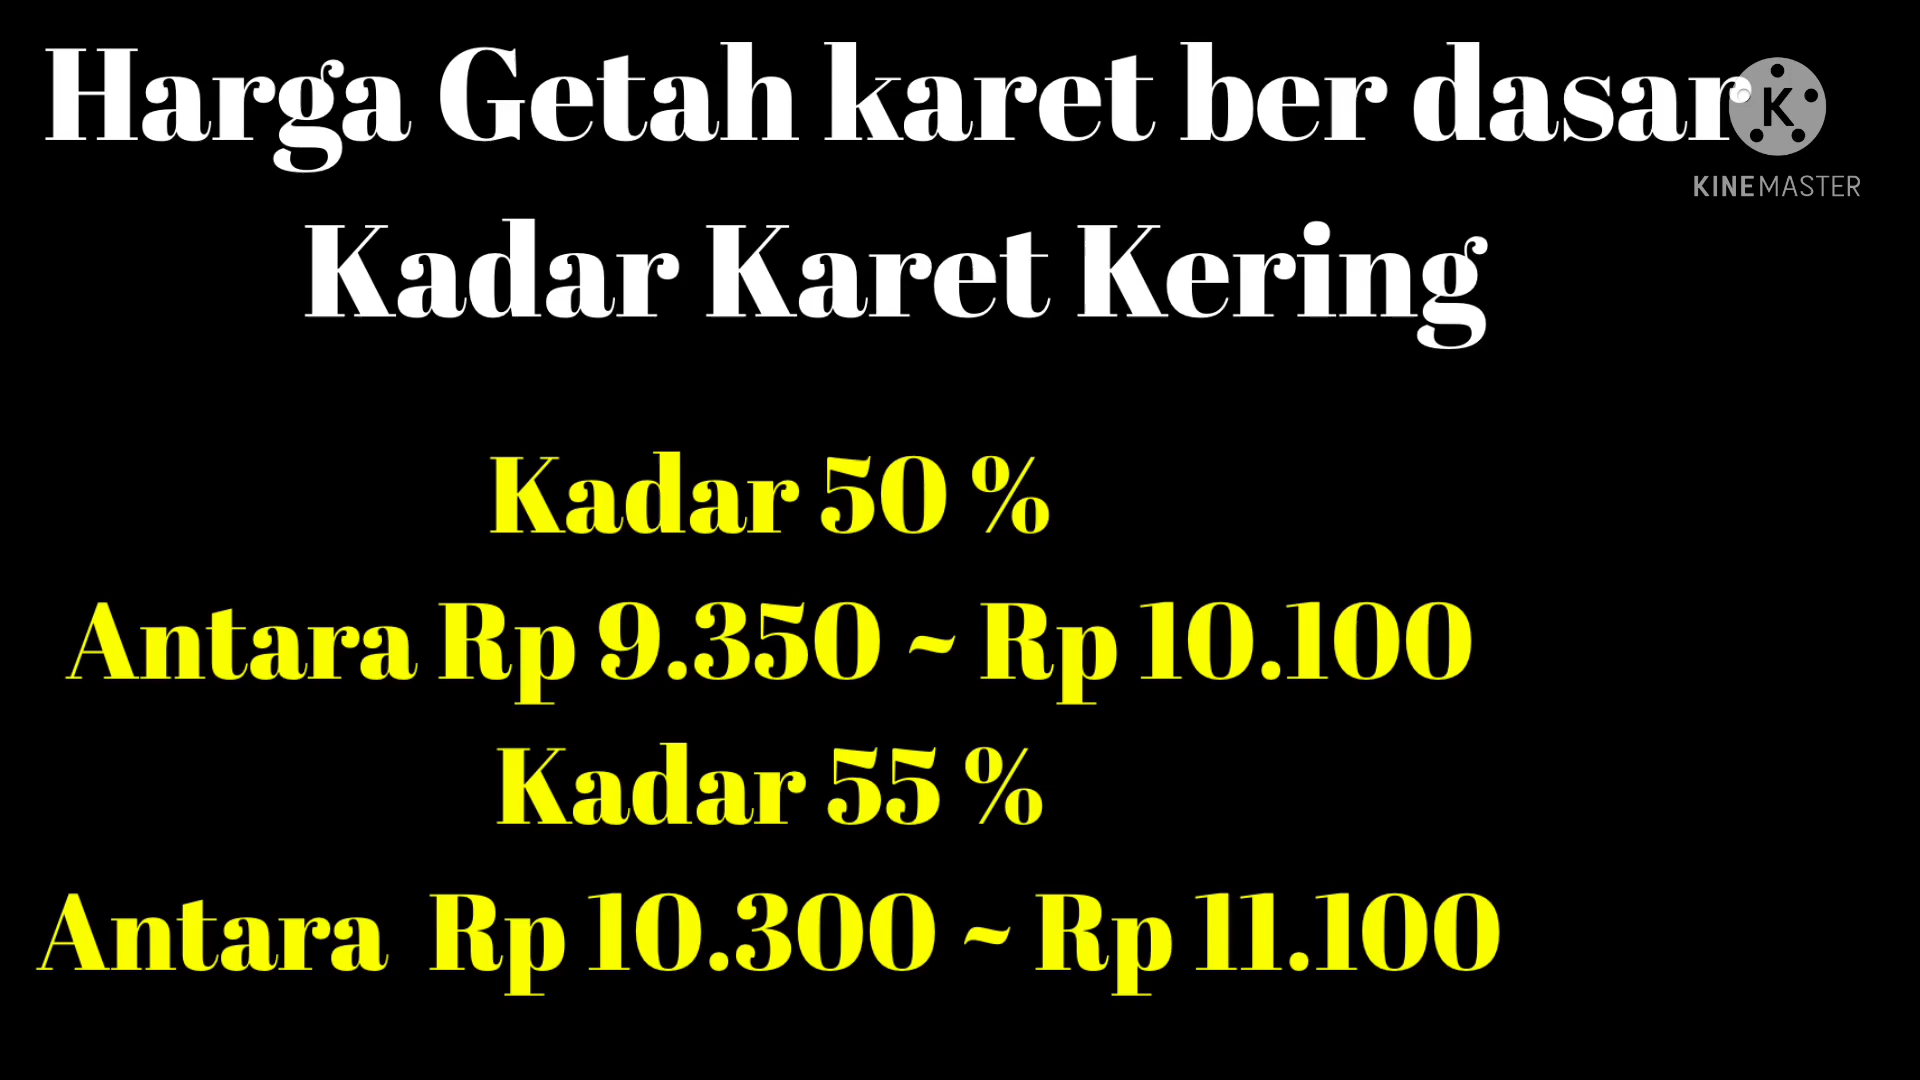 Harga Getah karet ber dasar
Kadar Karet Kering
K
KINEMASTER
Kadar 50 %
Antara Rp 9.350 ~ Rp 10.100
Kadar 55 %
Antara Rp 10.300 ~ Rp 11.100